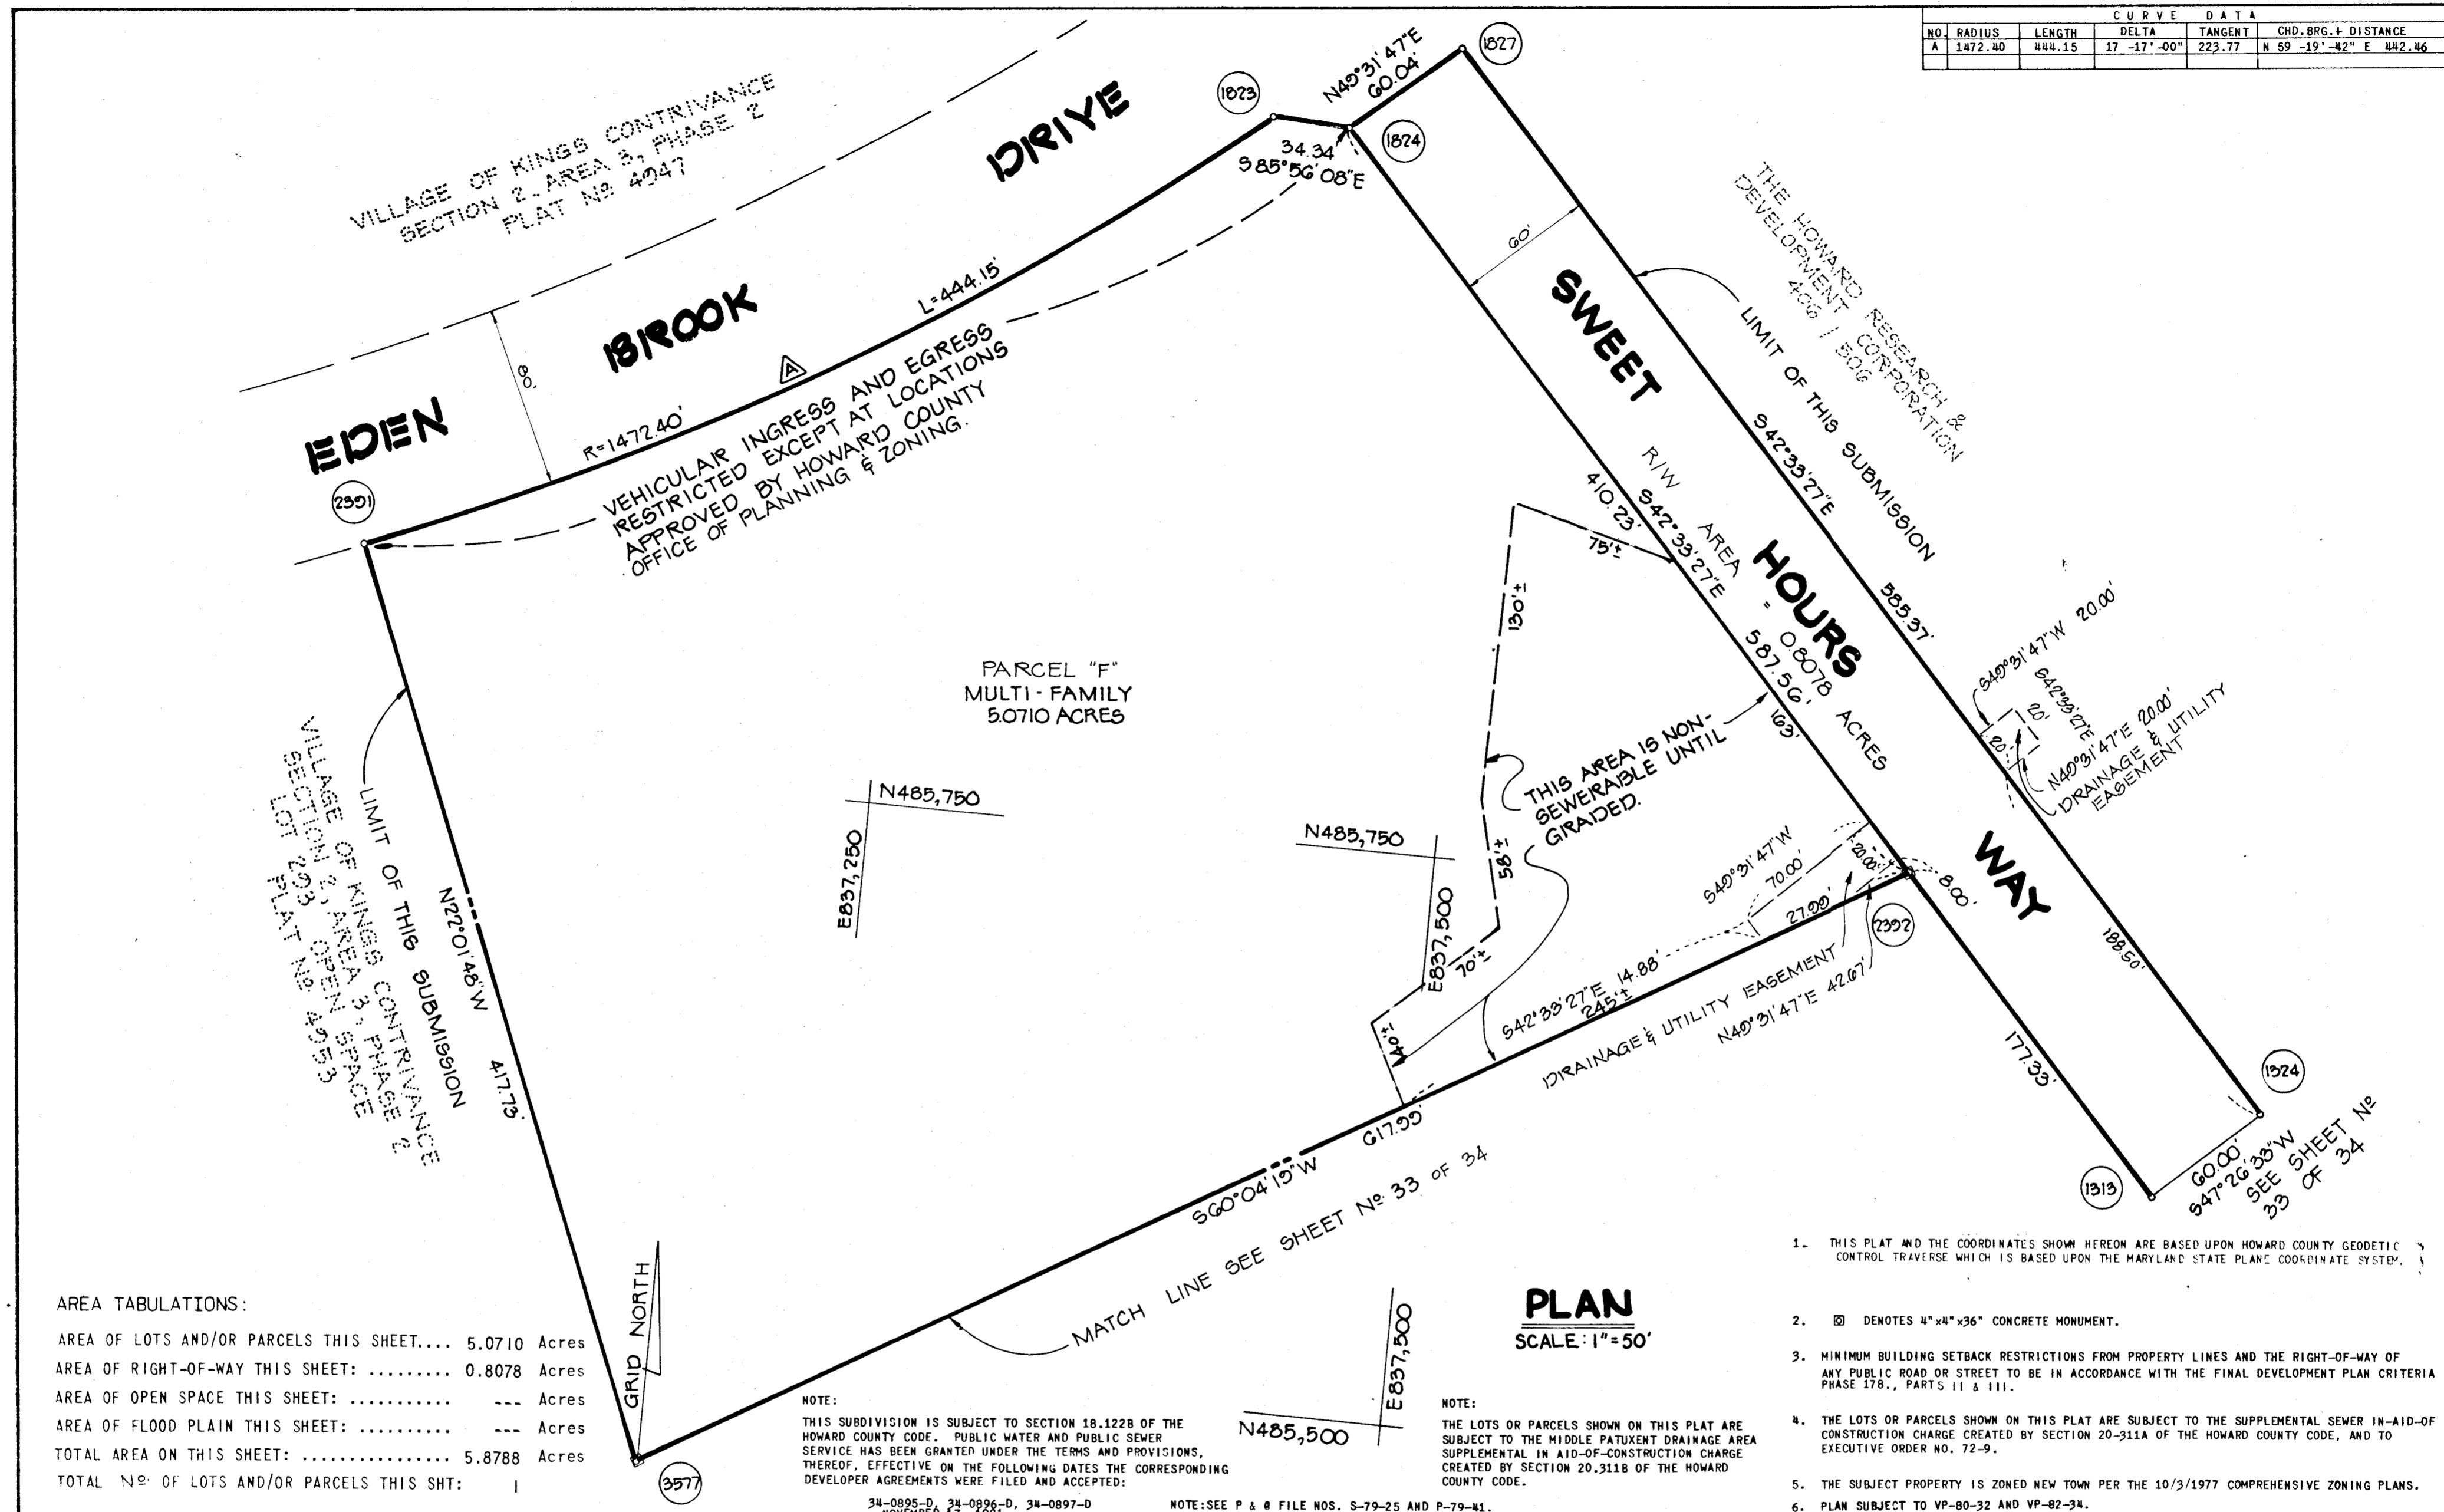 CURVE DATA
NO. RADIUS LENGTH DELTA TANGENT CHD.BRG.+ DISTANCE
A 1472.40 444.15 17 -17'-00" 223.77 N 59 -19'-42" E 442.46
VILLAGE OF KINGS CONTRIVANCE
SECTION 2, AREA 3, PHASE 2
PLAT Nº 4947
EDEN BROOK DRIVE
1823
N49°31'47"E
60.04'
1827
1824
34.34'
S85°56'08"E
60'
80'
L=444.15'
A
R=1472.40'
2391
VEHICULAR INGRESS AND EGRESS
RESTRICTED EXCEPT AT LOCATIONS
APPROVED BY HOWARD COUNTY
OFFICE OF PLANNING & ZONING.
THE HOWARD RESEARCH &
DEVELOPMENT CORPORATION
406 / 506
LIMIT OF THIS SUBMISSION
SWEET HOURS WAY
S42°33'27"E
585.37'
R/W AREA = 0.8078 ACRES
410.23'
S42°33'27"E
587.56'
163'
75'±
130'±
58'±
70'±
40'±
PARCEL "F"
MULTI-FAMILY
5.0710 ACRES
THIS AREA IS NON-
SEWERABLE UNTIL
GRADED.
S49°31'47"W 20.00'
S42°33'27"E
20'
20'
N49°31'47"E 20.00'
DRAINAGE & UTILITY
EASEMENT
N485,750
E837,250
N485,750
E837,500
S49°31'47"W
70.00'
20.00'
8.00'
27.99'
2392
S42°33'27"E 14.88'
245'±
DRAINAGE & UTILITY EASEMENT
N49°31'47"E 42.67'
188.50'
177.33'
1324
1313
60.00'
S47°26'33"W
SEE SHEET Nº
33 OF 34
LIMIT OF THIS SUBMISSION
VILLAGE OF KINGS CONTRIVANCE
SECTION 2, AREA 3, PHASE 2
LOT 293 OPEN SPACE
PLAT Nº 4953
N22°01'48"W 417.73'
617.99'
S60°04'19"W
MATCH LINE SEE SHEET Nº 33 OF 34
GRID NORTH
3577
N485,500
E837,500
PLAN
SCALE: 1"=50'
AREA TABULATIONS:
AREA OF LOTS AND/OR PARCELS THIS SHEET.... 5.0710 Acres
AREA OF RIGHT-OF-WAY THIS SHEET: ......... 0.8078 Acres
AREA OF OPEN SPACE THIS SHEET: ........... --- Acres
AREA OF FLOOD PLAIN THIS SHEET: .......... --- Acres
TOTAL AREA ON THIS SHEET: ................ 5.8788 Acres
TOTAL Nº OF LOTS AND/OR PARCELS THIS SHT: 1
NOTE:
THIS SUBDIVISION IS SUBJECT TO SECTION 18.122B OF THE
HOWARD COUNTY CODE. PUBLIC WATER AND PUBLIC SEWER
SERVICE HAS BEEN GRANTED UNDER THE TERMS AND PROVISIONS,
THEREOF, EFFECTIVE ON THE FOLLOWING DATES THE CORRESPONDING
DEVELOPER AGREEMENTS WERE FILED AND ACCEPTED:
34-0895-D, 34-0896-D, 34-0897-D
NOTE:
THE LOTS OR PARCELS SHOWN ON THIS PLAT ARE
SUBJECT TO THE MIDDLE PATUXENT DRAINAGE AREA
SUPPLEMENTAL IN AID-OF-CONSTRUCTION CHARGE
CREATED BY SECTION 20.311B OF THE HOWARD
COUNTY CODE.
NOTE:SEE P & Z FILE NOS. S-79-25 AND P-79-41.
1. THIS PLAT AND THE COORDINATES SHOWN HEREON ARE BASED UPON HOWARD COUNTY GEODETIC
CONTROL TRAVERSE WHICH IS BASED UPON THE MARYLAND STATE PLANE COORDINATE SYSTEM.
2. DENOTES 4"x4"x36" CONCRETE MONUMENT.
3. MINIMUM BUILDING SETBACK RESTRICTIONS FROM PROPERTY LINES AND THE RIGHT-OF-WAY OF
ANY PUBLIC ROAD OR STREET TO BE IN ACCORDANCE WITH THE FINAL DEVELOPMENT PLAN CRITERIA
PHASE 178., PARTS II & III.
4. THE LOTS OR PARCELS SHOWN ON THIS PLAT ARE SUBJECT TO THE SUPPLEMENTAL SEWER IN-AID-OF
CONSTRUCTION CHARGE CREATED BY SECTION 20-311A OF THE HOWARD COUNTY CODE, AND TO
EXECUTIVE ORDER NO. 72-9.
5. THE SUBJECT PROPERTY IS ZONED NEW TOWN PER THE 10/3/1977 COMPREHENSIVE ZONING PLANS.
6. PLAN SUBJECT TO VP-80-32 AND VP-82-34.